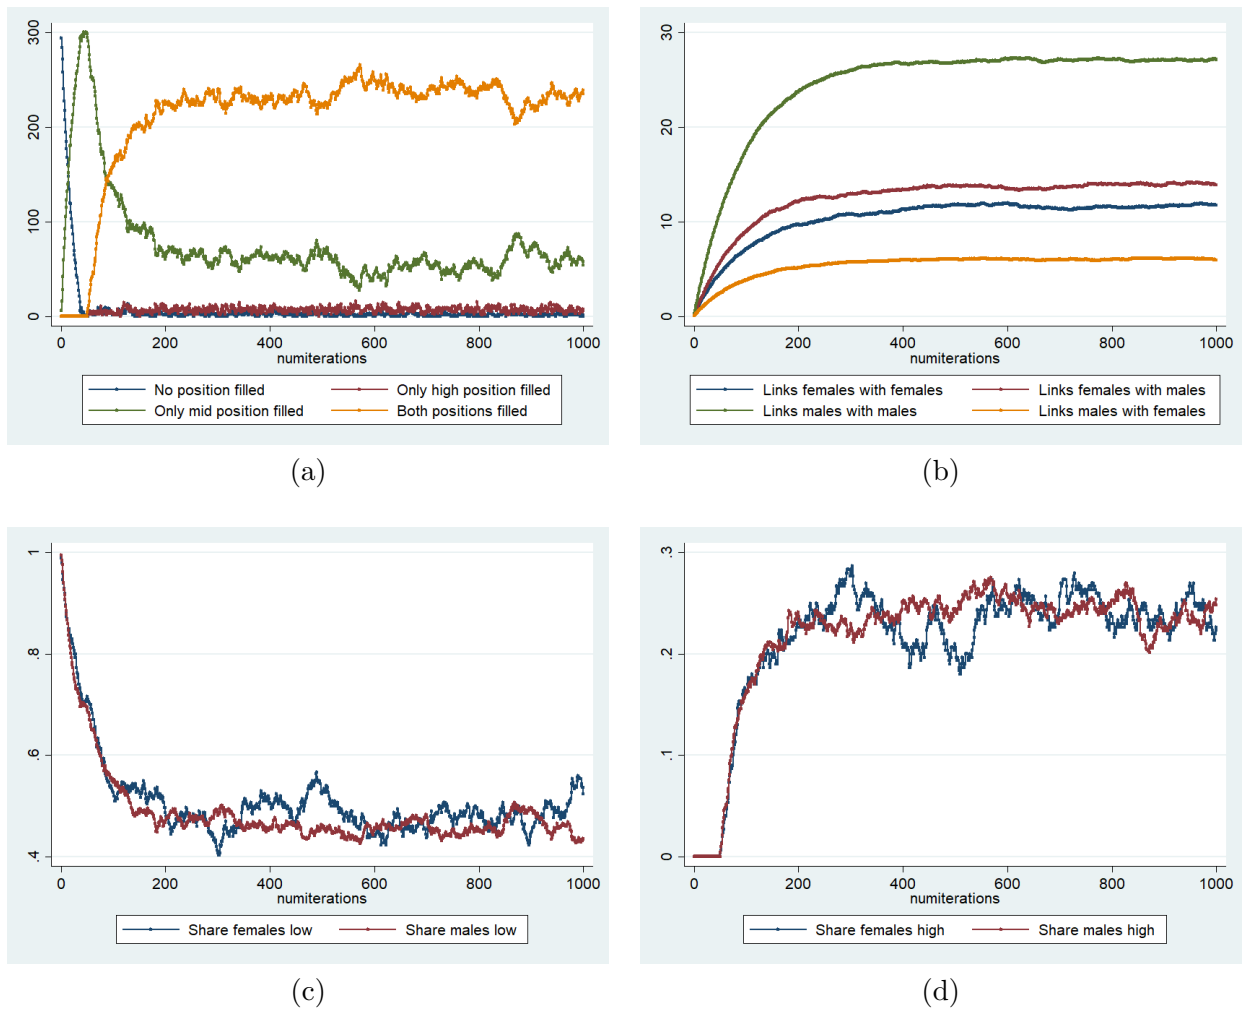 300
200
100
0
0 200 400 600 800 1000
numiterations
No position filled Only high position filled
Only mid position filled Both positions filled
(a)
30
20
10
0
0 200 400 600 800 1000
numiterations
Links females with females Links females with males
Links males with males Links males with females
(b)
1
.8
.6
.4
0 200 400 600 800 1000
numiterations
Share females low Share males low
(c)
.3
.2
.1
0
0 200 400 600 800 1000
numiterations
Share females high Share males high
(d)